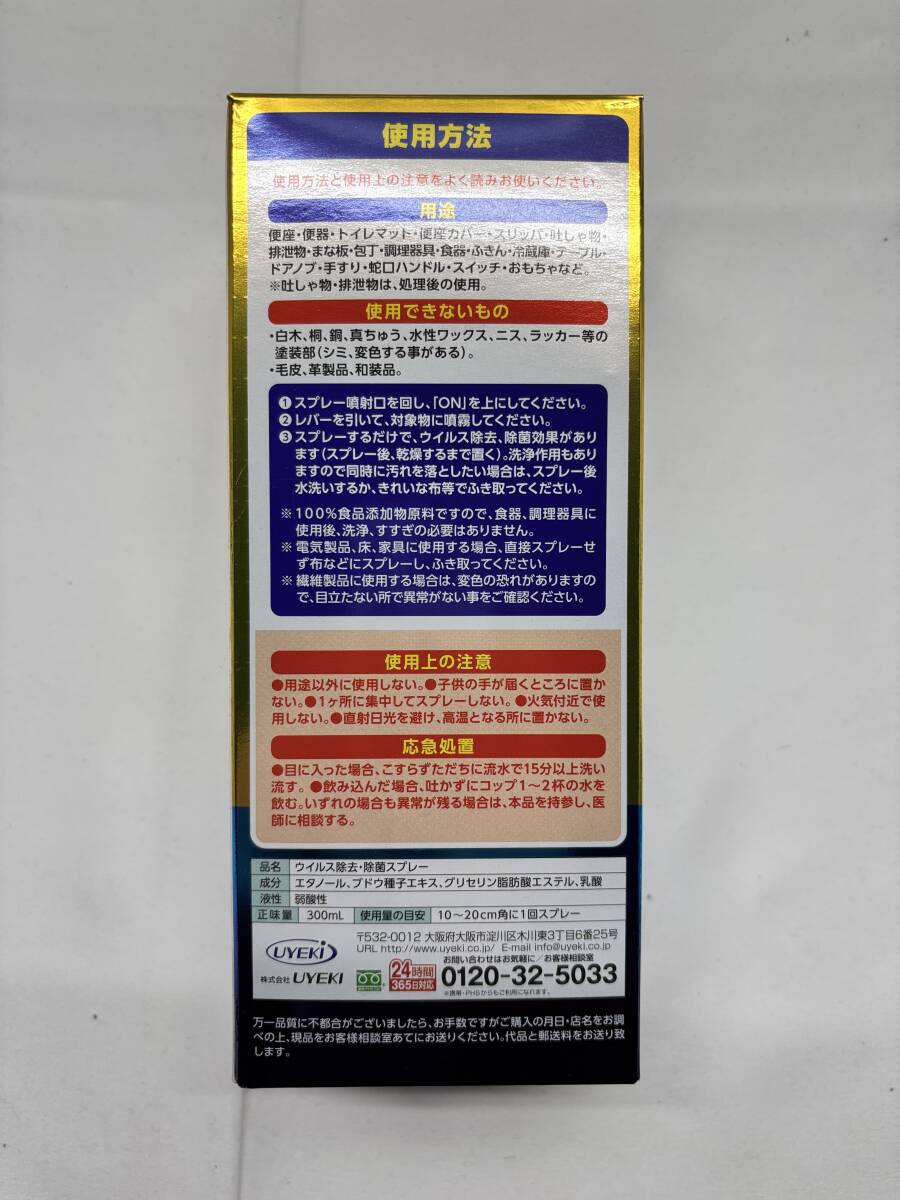 使用方法
使用方法と使用上の注意をよく読みお使いください。
用途
便座・便器・トイレマット・便座カバー・スリッパ・吐しゃ物・
排泄物・まな板・包丁・調理器具・食器・ふきん・冷蔵庫・テーブル・
ドアノブ・手すり・蛇口ハンドル・スイッチ・おもちゃなど。
※吐しゃ物・排泄物は、処理後の使用。
使用できないもの
・白木、桐、銅、真ちゅう、水性ワックス、ニス、ラッカー等の
塗装部（シミ、変色する事がある）。
・毛皮、革製品、和装品。
① スプレー噴射口を回し、「ON」を上にしてください。
② レバーを引いて、対象物に噴霧してください。
③ スプレーするだけで、ウイルス除去、除菌効果があり
ます（スプレー後、乾燥するまで置く）。洗浄作用もあり
ますので同時に汚れを落としたい場合は、スプレー後
水洗いするか、きれいな布等でふき取ってください。
※ 100%食品添加物原料ですので、食器、調理器具に
使用後、洗浄、すすぎの必要はありません。
※ 電気製品、床、家具に使用する場合、直接スプレーせ
ず布などにスプレーし、ふき取ってください。
※ 繊維製品に使用する場合は、変色の恐れがありますの
で、目立たない所で異常がない事をご確認ください。
使用上の注意
●用途以外に使用しない。●子供の手が届くところに置か
ない。●1ヶ所に集中してスプレーしない。●火気付近で使
用しない。●直射日光を避け、高温となる所に置かない。
応急処置
●目に入った場合、こすらずただちに流水で15分以上洗い
流す。●飲み込んだ場合、吐かずにコップ1～2杯の水を
飲む。いずれの場合も異常が残る場合は、本品を持参し、医
師に相談する。
品名 ウイルス除去・除菌スプレー
成分 エタノール、ブドウ種子エキス、グリセリン脂肪酸エステル、乳酸
液性 弱酸性
正味量 300mL 使用量の目安 10～20cm角に1回スプレー
〒532-0012 大阪府大阪市淀川区木川東3丁目6番25号
URL http://www.uyeki.co.jp/ E-mail info@uyeki.co.jp
UYEKI
お問い合わせはお気軽に／お客様相談室
株式会社 UYEKI 24時間 365日対応 0120-32-5033
※携帯・PHSからもご利用になれます。
万一品質に不都合がございましたら、お手数ですがご購入の月日・店名をお調
べの上、現品をお客様相談室あてにお送りください。代品と郵送料をお送り致
します。